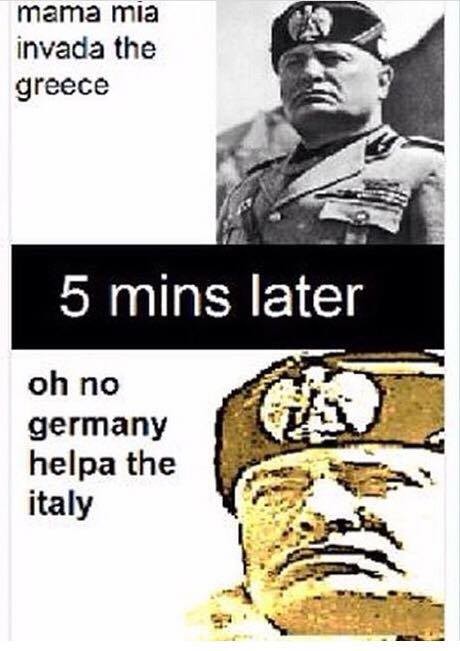 mama mia
invada the
greece
5 mins later
oh no
germany
helpa the
italy